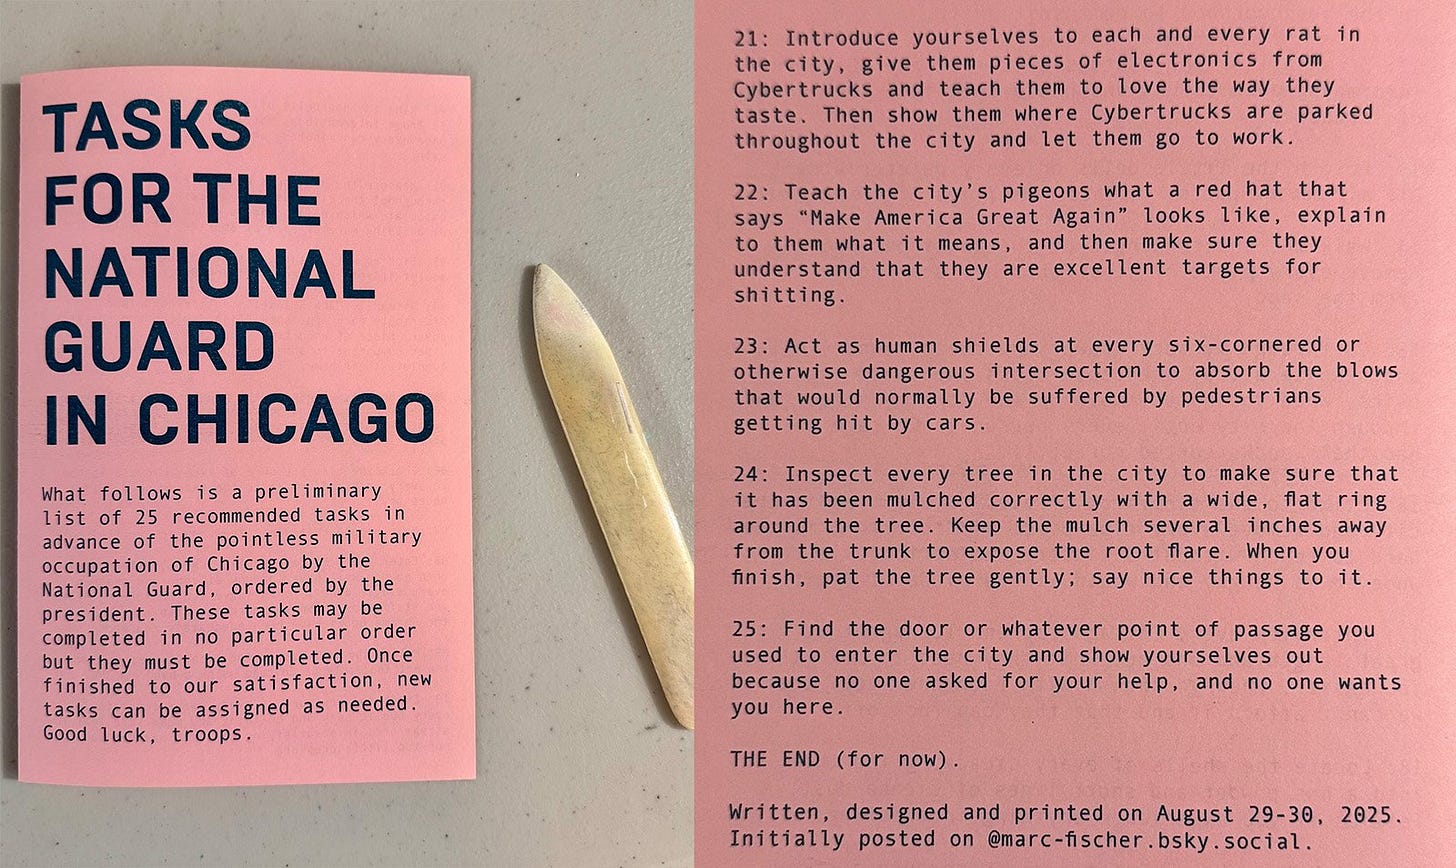 TASKS
FOR THE
NATIONAL
GUARD
IN CHICAGO
What follows is a preliminary
list of 25 recommended tasks in
advance of the pointless military
occupation of Chicago by the
National Guard, ordered by the
president. These tasks may be
completed in no particular order
but they must be completed. Once
finished to our satisfaction, new
tasks can be assigned as needed.
Good luck, troops.
21: Introduce yourselves to each and every rat in
the city, give them pieces of electronics from
Cybertrucks and teach them to love the way they
taste. Then show them where Cybertrucks are parked
throughout the city and let them go to work.
22: Teach the city’s pigeons what a red hat that
says “Make America Great Again” looks like, explain
to them what it means, and then make sure they
understand that they are excellent targets for
shitting.
23: Act as human shields at every six-cornered or
otherwise dangerous intersection to absorb the blows
that would normally be suffered by pedestrians
getting hit by cars.
24: Inspect every tree in the city to make sure that
it has been mulched correctly with a wide, flat ring
around the tree. Keep the mulch several inches away
from the trunk to expose the root flare. When you
finish, pat the tree gently; say nice things to it.
25: Find the door or whatever point of passage you
used to enter the city and show yourselves out
because no one asked for your help, and no one wants
you here.
THE END (for now).
Written, designed and printed on August 29-30, 2025.
Initially posted on @marc-fischer.bsky.social.